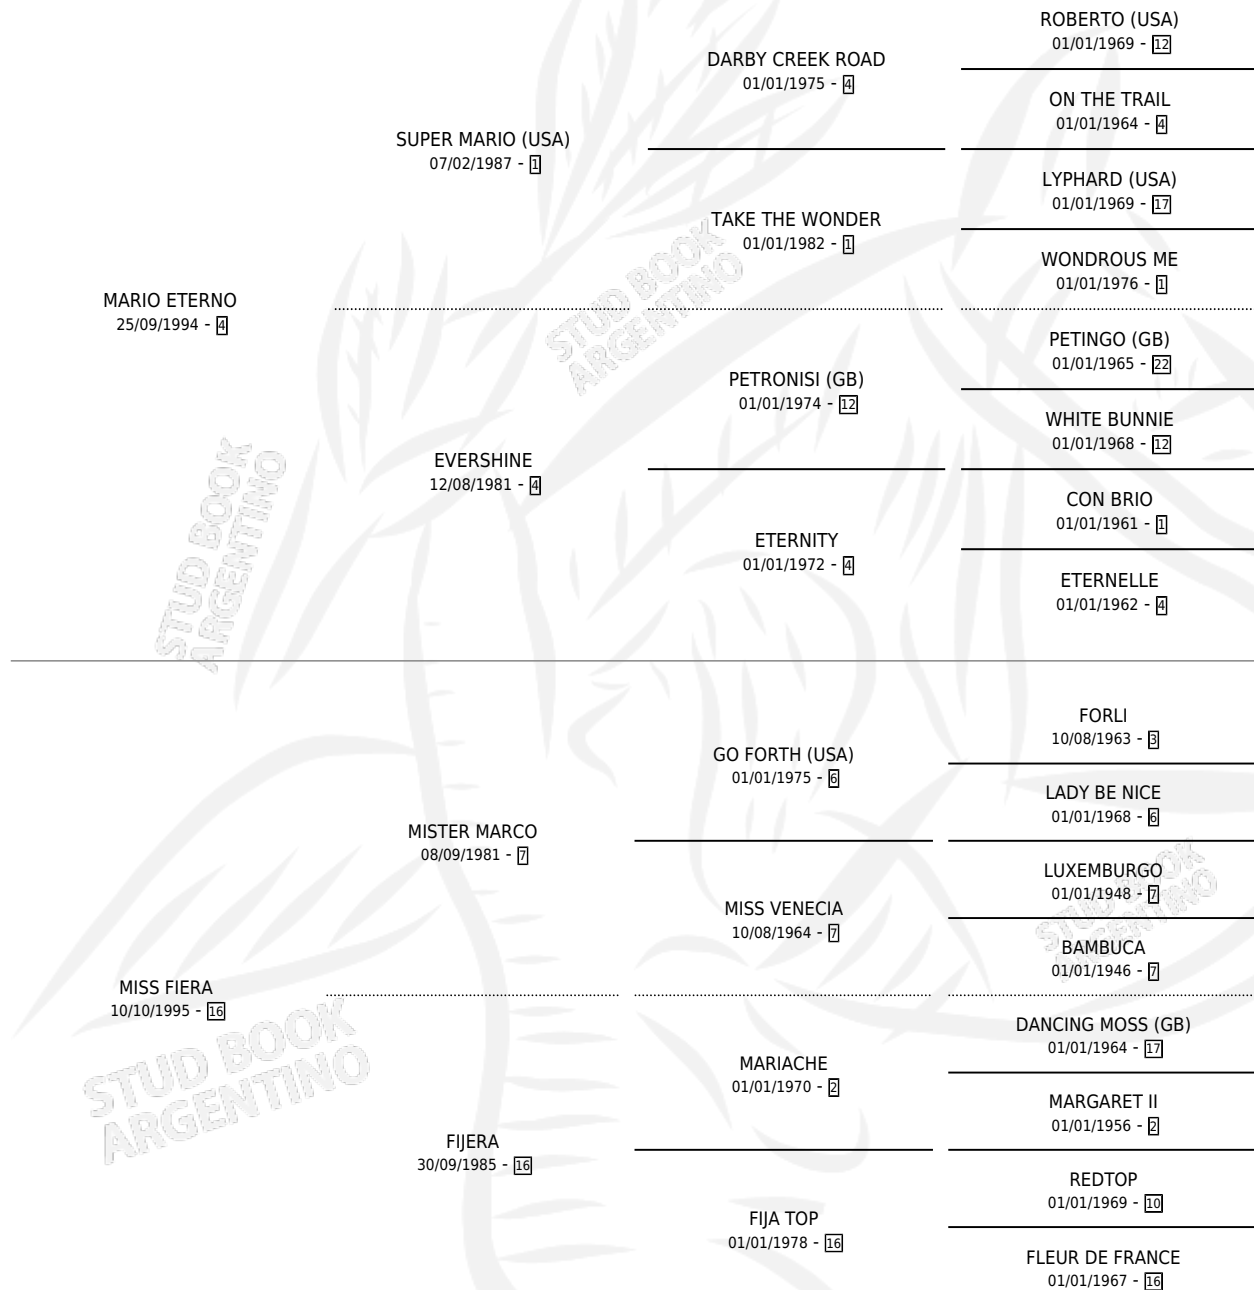 ROBERTO (USA)
01/01/1969 - 12
DARBY CREEK ROAD
01/01/1975 - 4
ON THE TRAIL
01/01/1964 - 4
SUPER MARIO (USA)
07/02/1987 - 1
LYPHARD (USA)
01/01/1969 - 17
TAKE THE WONDER
01/01/1982 - 1
WONDROUS ME
01/01/1976 - 1
MARIO ETERNO
25/09/1994 - 4
STUD BOOK
ARGENTINO
PETINGO (GB)
01/01/1965 - 22
PETRONISI (GB)
01/01/1974 - 12
WHITE BUNNIE
01/01/1968 - 12
EVERSHINE
12/08/1981 - 4
CON BRIO
01/01/1961 - 1
ETERNITY
01/01/1972 - 4
ETERNELLE
01/01/1962 - 4
STUD BOOK
ARGENTINO
FORLI
10/08/1963 - 3
GO FORTH (USA)
01/01/1975 - 6
LADY BE NICE
01/01/1968 - 6
MISTER MARCO
08/09/1981 - 7
LUXEMBURGO
01/01/1948 - 7
MISS VENECIA
10/08/1964 - 7
BAMBUCA
01/01/1946 - 7
STUD BOOK
ARGENTINO
MISS FIERA
10/10/1995 - 16
DANCING MOSS (GB)
01/01/1964 - 17
MARIACHE
01/01/1970 - 2
MARGARET II
01/01/1956 - 2
STUD BOOK
ARGENTINO
FIJERA
30/09/1985 - 16
REDTOP
01/01/1969 - 10
FIJA TOP
01/01/1978 - 16
FLEUR DE FRANCE
01/01/1967 - 16